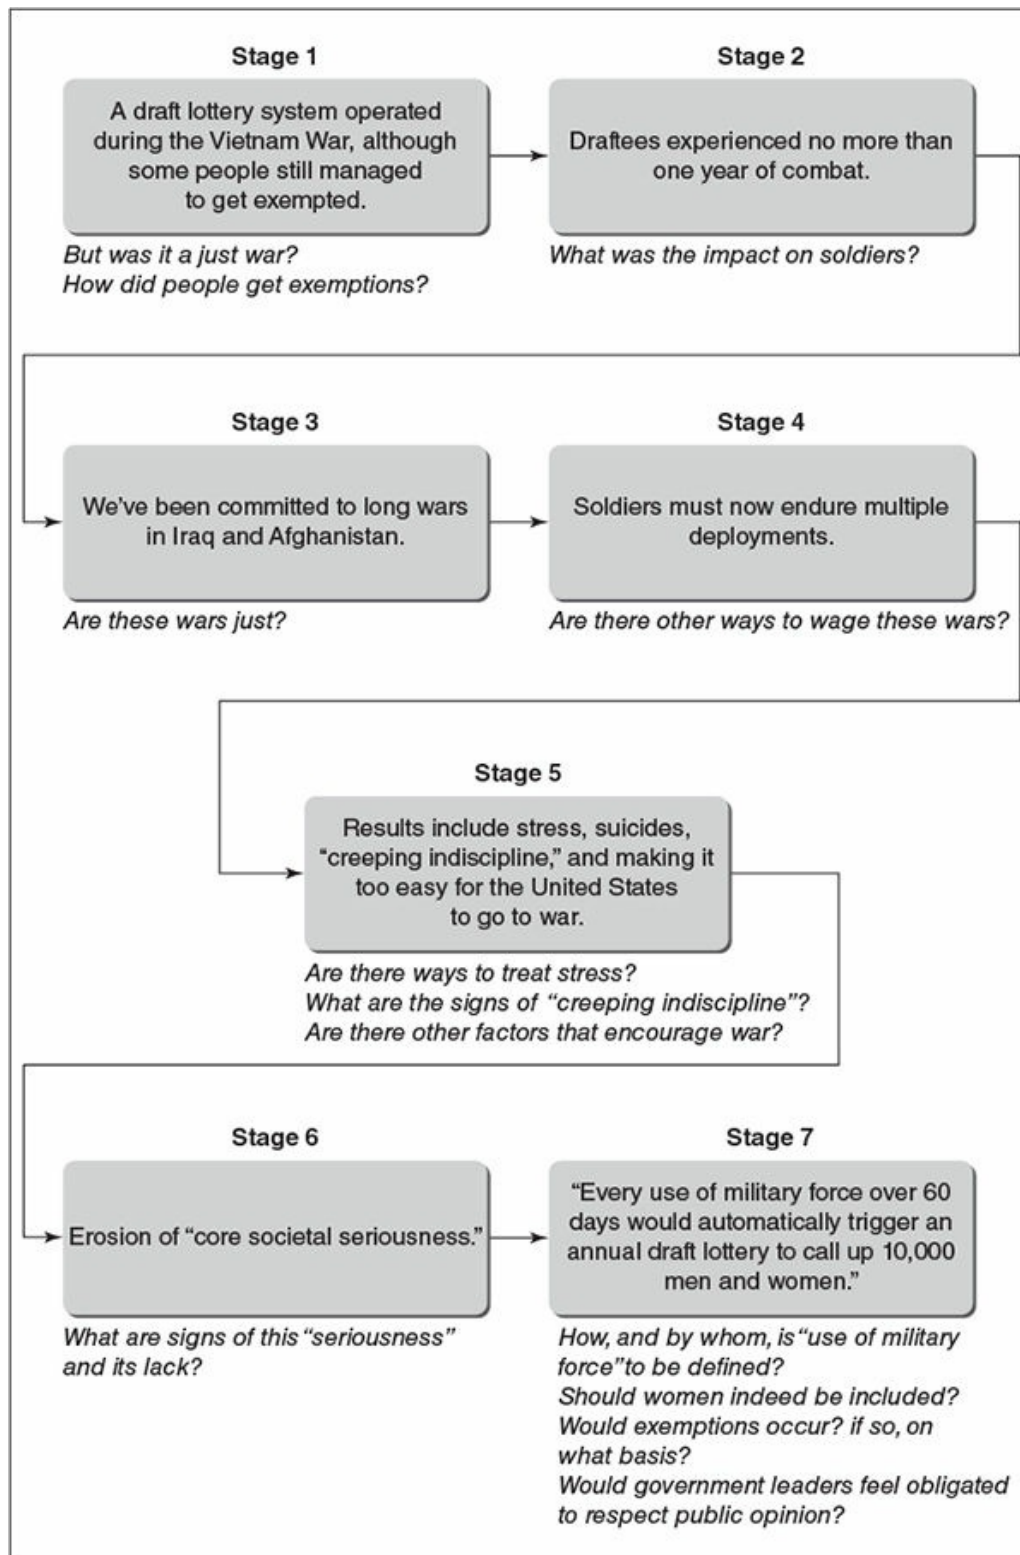 Stage 1
A draft lottery system operated
during the Vietnam War, although
some people still managed
to get exempted.
But was it a just war?
How did people get exemptions?
Stage 2
Draftees experienced no more than
one year of combat.
What was the impact on soldiers?
Stage 3
We've been committed to long wars
in Iraq and Afghanistan.
Are these wars just?
Stage 4
Soldiers must now endure multiple
deployments.
Are there other ways to wage these wars?
Stage 5
Results include stress, suicides,
“creeping indiscipline,” and making it
too easy for the United States
to go to war.
Are there ways to treat stress?
What are the signs of “creeping indiscipline”?
Are there other factors that encourage war?
Stage 6
Erosion of “core societal seriousness.”
What are signs of this “seriousness”
and its lack?
Stage 7
“Every use of military force over 60
days would automatically trigger an
annual draft lottery to call up 10,000
men and women.”
How, and by whom, is “use of military
force” to be defined?
Should women indeed be included?
Would exemptions occur? if so, on
what basis?
Would government leaders feel obligated
to respect public opinion?